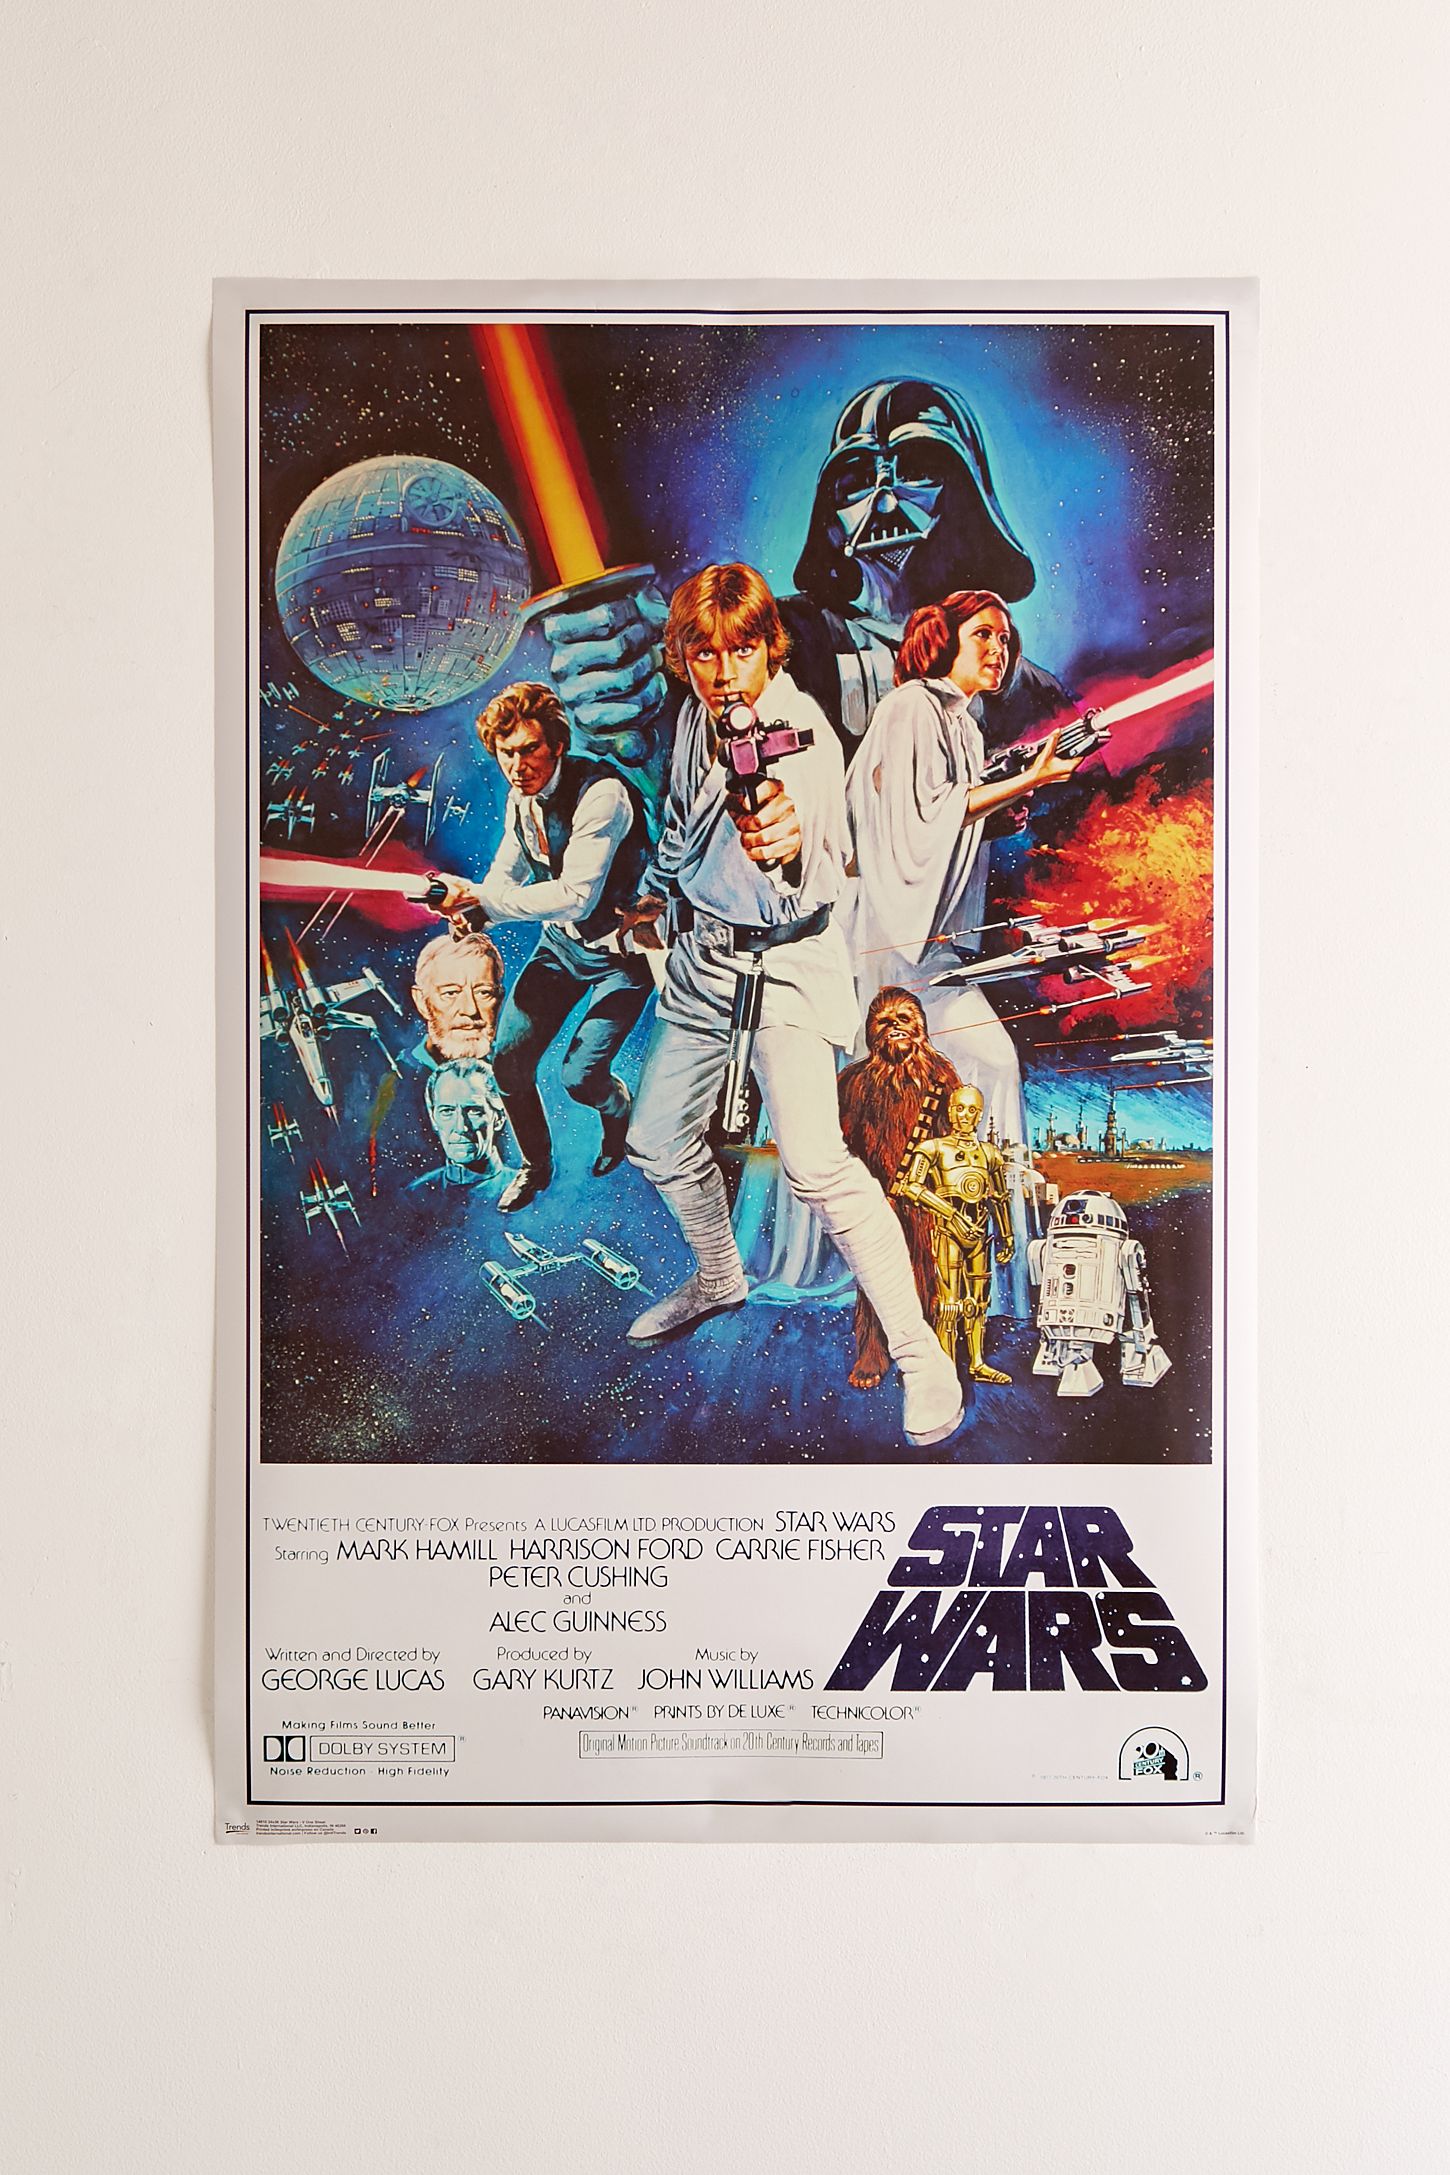 TWENTIETH CENTURY-FOX Presents A LUCASFILM LTD. PRODUCTION STAR WARS
Starring MARK HAMILL HARRISON FORD CARRIE FISHER
PETER CUSHING
and
ALEC GUINNESS
STAR
WARS
Written and Directed by
GEORGE LUCAS
Produced by
GARY KURTZ
Music by
JOHN WILLIAMS
PANAVISION® PRINTS BY DE LUXE® TECHNICOLOR®
Making Films Sound Better
DOLBY SYSTEM ®
Noise Reduction · High Fidelity
Original Motion Picture Soundtrack on 20th Century Records and Tapes
20th
CENTURY
FOX
®
Trends